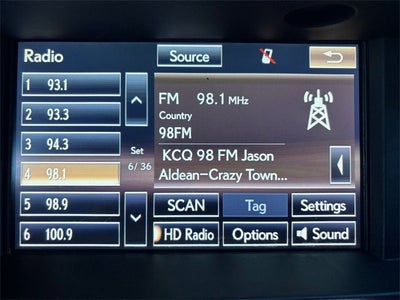 Radio
Source
1 93.1
2 93.3
3 94.3
4 98.1
5 98.9
6 100.9
Set
6/36
FM 98.1 MHz
Country
98FM
KCQ 98 FM Jason
Aldean-Crazy Town...
SCAN
Tag
Settings
HD Radio
Options
Sound